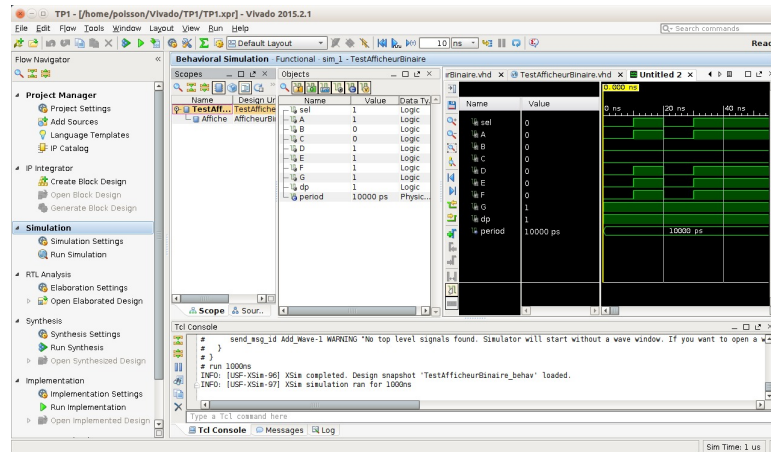 TP1 - [/home/poisson/Vivado/TP1/TP1.xpr] - Vivado 2015.2.1
File Edit Flow Tools Window Layout View Run Help
Search commands
Default Layout
10 ns
Read
Flow Navigator
Project Manager
Project Settings
Add Sources
Language Templates
IP Catalog
IP Integrator
Create Block Design
Open Block Design
Generate Block Design
Simulation
Simulation Settings
Run Simulation
RTL Analysis
Elaboration Settings
Open Elaborated Design
Synthesis
Synthesis Settings
Run Synthesis
Open Synthesized Design
Implementation
Implementation Settings
Run Implementation
Open Implemented Design
Behavioral Simulation - Functional - sim_1 - TestAfficheurBinaire
Scopes
Name Design Ur
TestAff... TestAffiche
Affiche AfficheurBi
Scope Sour..
Objects
Name Value Data Ty.
sel 1 Logic
A 1 Logic
B 0 Logic
C 0 Logic
D 1 Logic
E 1 Logic
F 1 Logic
G 1 Logic
dp 1 Logic
period 10000 ps Physic...
rBinaire.vhd TestAfficheurBinaire.vhd Untitled 2
Name Value
sel 0
A 0
B 0
C 0
D 0
E 0
F 0
G 1
dp 1
period 10000 ps
0.000 ns
0 ns 20 ns 40 ns
10000 ps
Tcl Console
# send_msg_id Add_Wave-1 WARNING "No top level signals found. Simulator will start without a wave window. If you want to open a w
# }
# }
# run 1000ns
INFO: [USF-XSim-96] XSim completed. Design snapshot 'TestAfficheurBinaire_behav' loaded.
INFO: [USF-XSim-97] XSim simulation ran for 1000ns
Type a Tcl command here
Tcl Console Messages Log
Sim Time: 1 us